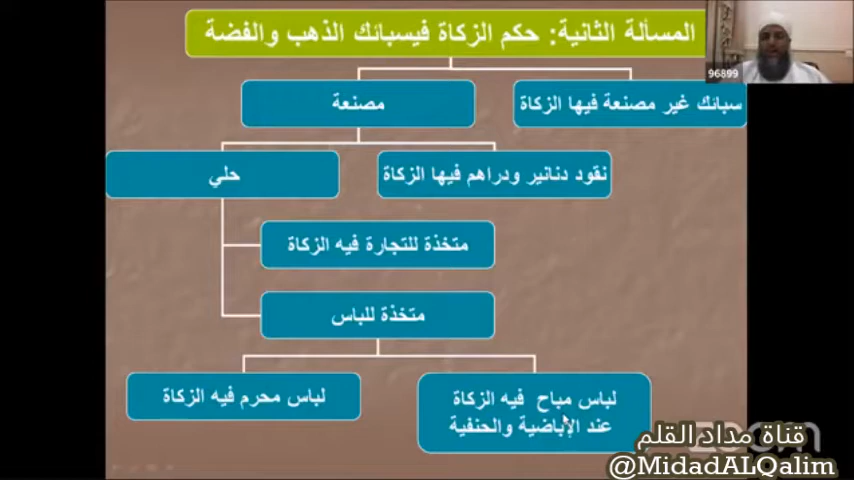 المسألة الثانية: حكم الزكاة فيسبائك الذهب والفضة
96899
سبائك غير مصنعة فيها الزكاة
مصنعة
نقود دنانير ودراهم فيها الزكاة
حلي
متخذة للتجارة فيه الزكاة
متخذة للباس
لباس مباح فيه الزكاة
عند الإباضية والحنفية
لباس محرم فيه الزكاة
zoom
قناة مداد القلم
@MidadALQalim